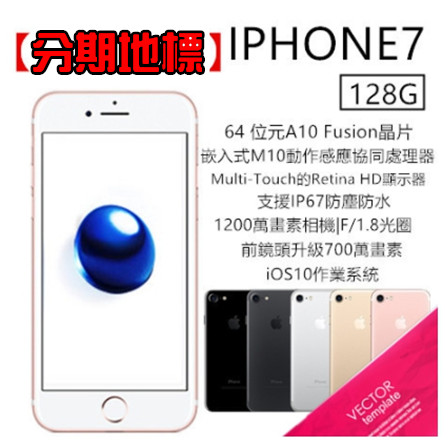 【分期地標】IPHONE7
128G
64 位元A10 Fusion晶片
嵌入式M10動作感應協同處理器
Multi-Touch的Retina HD顯示器
支援IP67防塵防水
1200萬畫素相機|F/1.8光圈
前鏡頭升級700萬畫素
iOS10作業系統
VECTOR
template